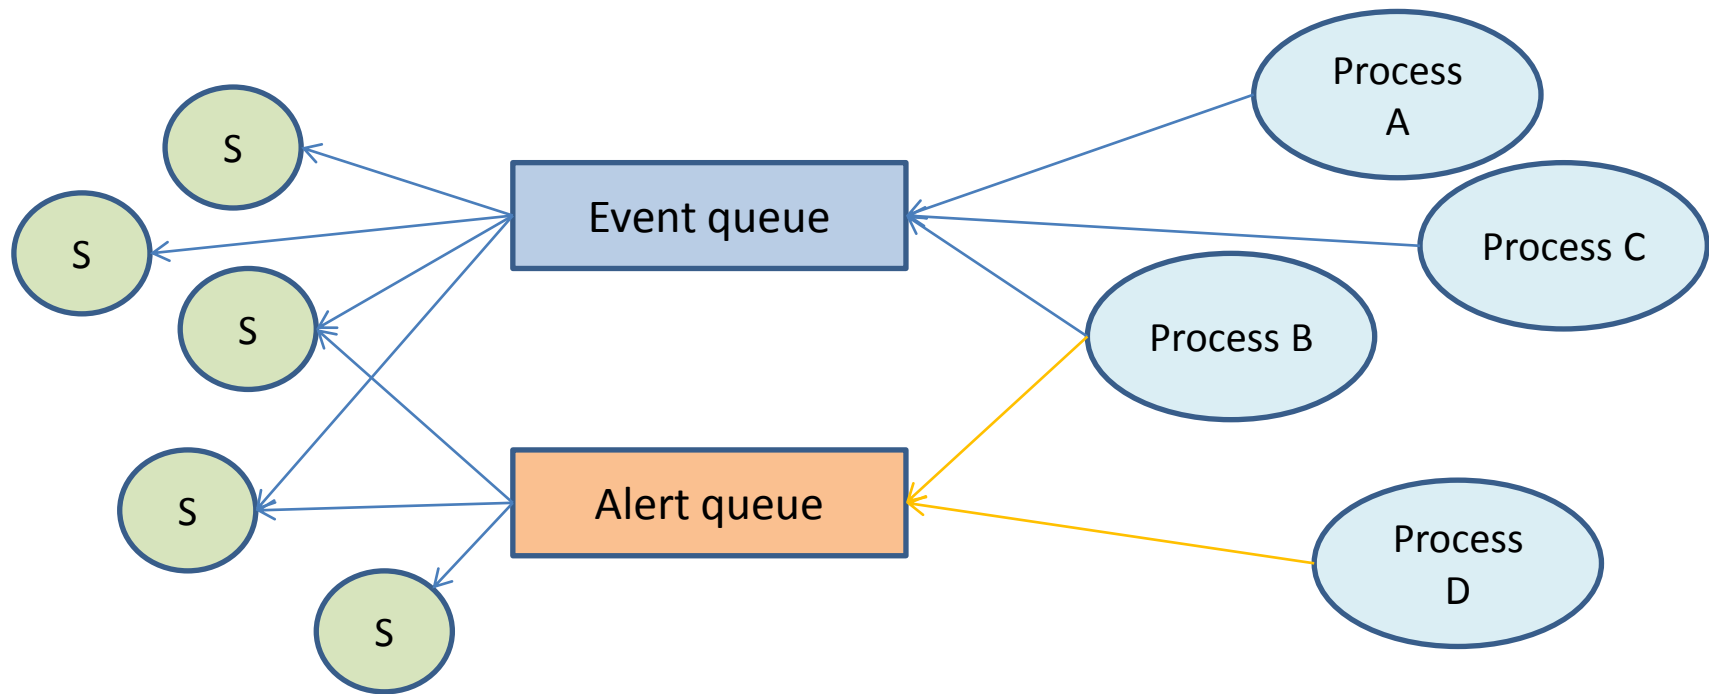 Process
A
S
Event queue
S
Process C
S
Process B
S
Alert queue
Process
D
S